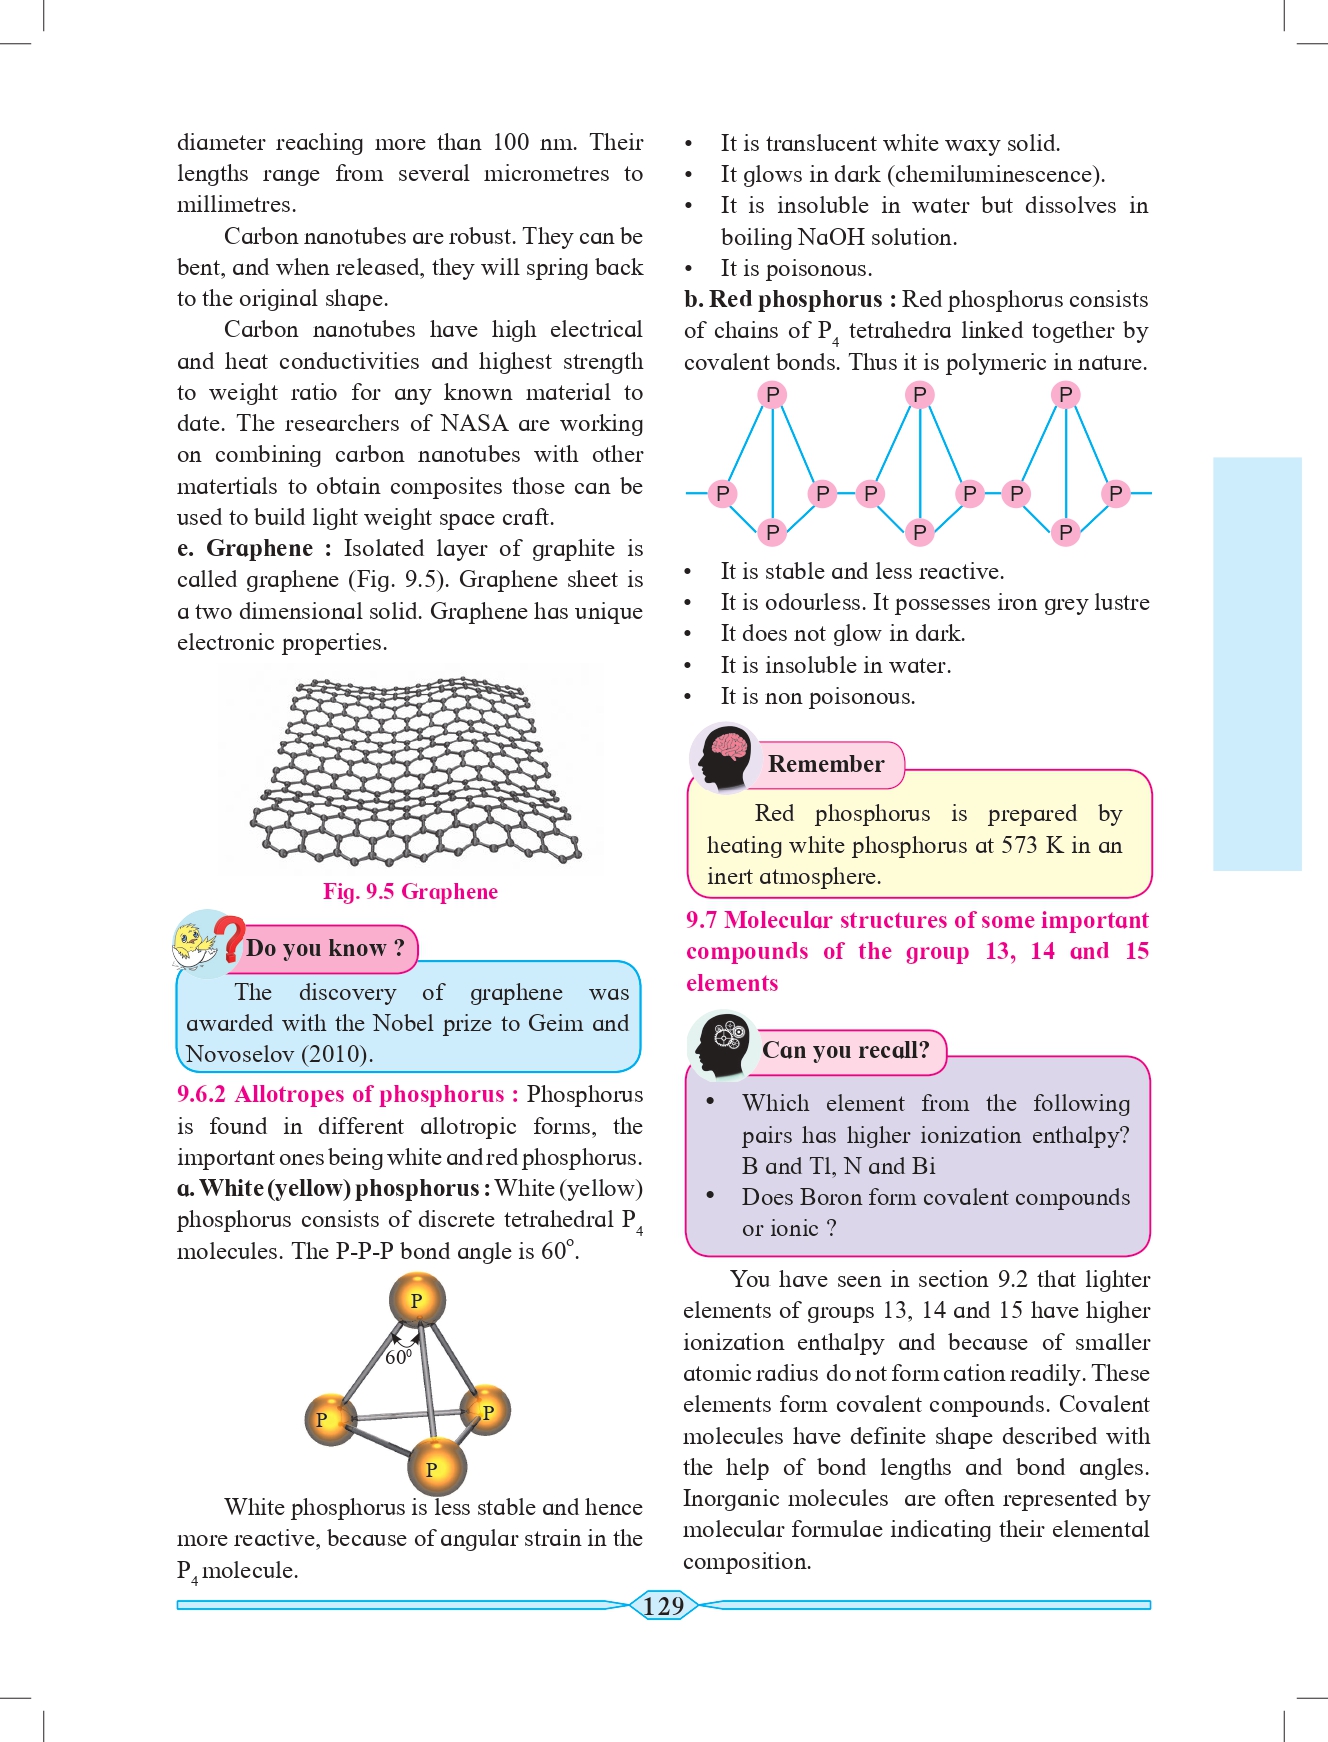 diameter reaching more than 100 nm. Their
lengths range from several micrometres to
millimetres.
Carbon nanotubes are robust. They can be
bent, and when released, they will spring back
to the original shape.
Carbon nanotubes have high electrical
and heat conductivities and highest strength
to weight ratio for any known material to
date. The researchers of NASA are working
on combining carbon nanotubes with other
matertials to obtain composites those can be
used to build light weight space craft.
e. Graphene : Isolated layer of graphite is
called graphene (Fig. 9.5). Graphene sheet is
a two dimensional solid. Graphene has unique
electronic properties.
Fig. 9.5 Graphene
Do you know ?
The discovery of graphene was
awarded with the Nobel prize to Geim and
Novoselov (2010).
9.6.2 Allotropes of phosphorus : Phosphorus
is found in different allotropic forms, the
important ones being white and red phosphorus.
a. White (yellow) phosphorus : White (yellow)
phosphorus consists of discrete tetrahedral P₄
molecules. The P-P-P bond angle is 60°.
P
60⁰
P
P
P
White phosphorus is less stable and hence
more reactive, because of angular strain in the
P₄ molecule.
• It is translucent white waxy solid.
• It glows in dark (chemiluminescence).
• It is insoluble in water but dissolves in
boiling NaOH solution.
• It is poisonous.
b. Red phosphorus : Red phosphorus consists
of chains of P₄ tetrahedra linked together by
covalent bonds. Thus it is polymeric in nature.
P P P
P P P P P P
P P P
• It is stable and less reactive.
• It is odourless. It possesses iron grey lustre
• It does not glow in dark.
• It is insoluble in water.
• It is non poisonous.
Remember
Red phosphorus is prepared by
heating white phosphorus at 573 K in an
inert atmosphere.
9.7 Molecular structures of some important
compounds of the group 13, 14 and 15
elements
Can you recall?
• Which element from the following
pairs has higher ionization enthalpy?
B and Tl, N and Bi
• Does Boron form covalent compounds
or ionic ?
You have seen in section 9.2 that lighter
elements of groups 13, 14 and 15 have higher
ionization enthalpy and because of smaller
atomic radius do not form cation readily. These
elements form covalent compounds. Covalent
molecules have definite shape described with
the help of bond lengths and bond angles.
Inorganic molecules are often represented by
molecular formulae indicating their elemental
composition.
129